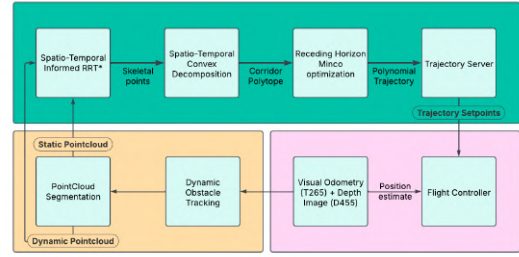 Spatio-Temporal
Informed RRT*
Skeletal
points
Spatio-Temporal
Convex
Decomposition
Corridor
Polytope
Receding Horizon
Minco
optimization
Polynomial
Trajectory
Trajectory Server
Static Pointcloud
Trajectory Setpoints
PointCloud
Segmentation
Dynamic
Obstacle
Tracking
Visual Odometry
(T265) + Depth
Image (D455)
Position
estimate
Flight Controller
Dynamic Pointcloud